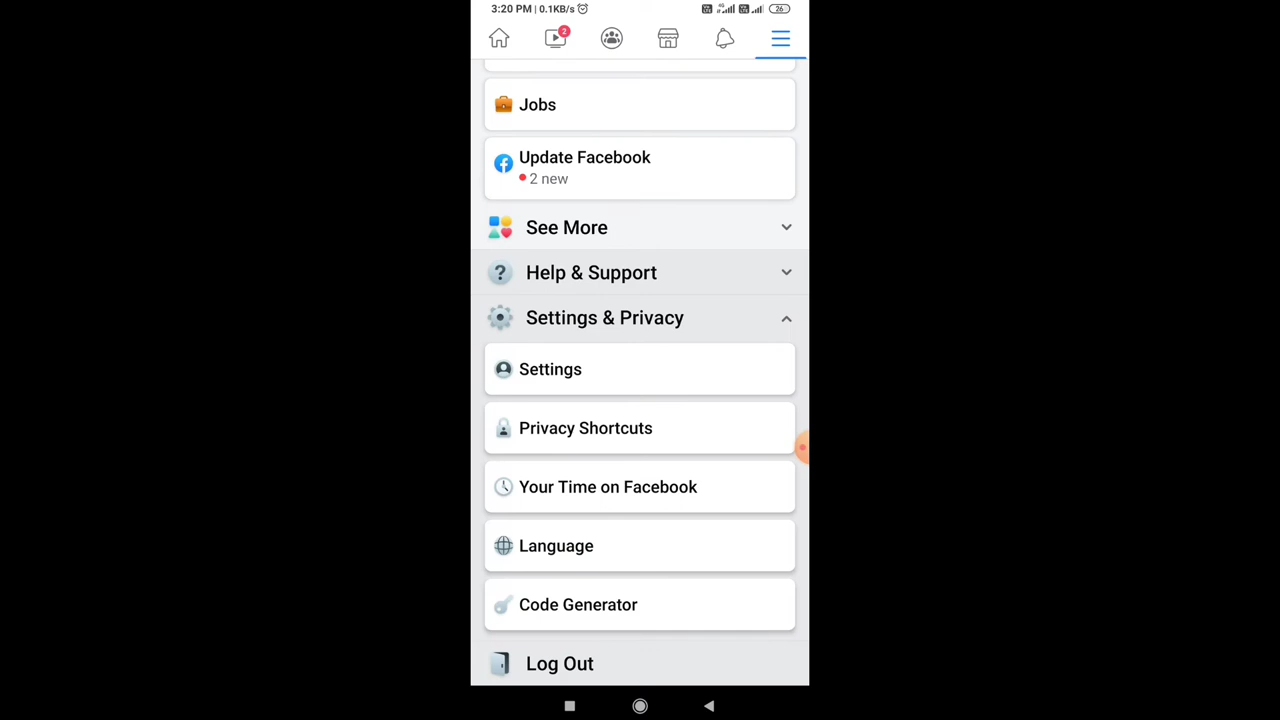 3:20 PM | 0.1KB/s
26
2
Jobs
Update Facebook
2 new
See More
Help & Support
Settings & Privacy
Settings
Privacy Shortcuts
Your Time on Facebook
Language
Code Generator
Log Out